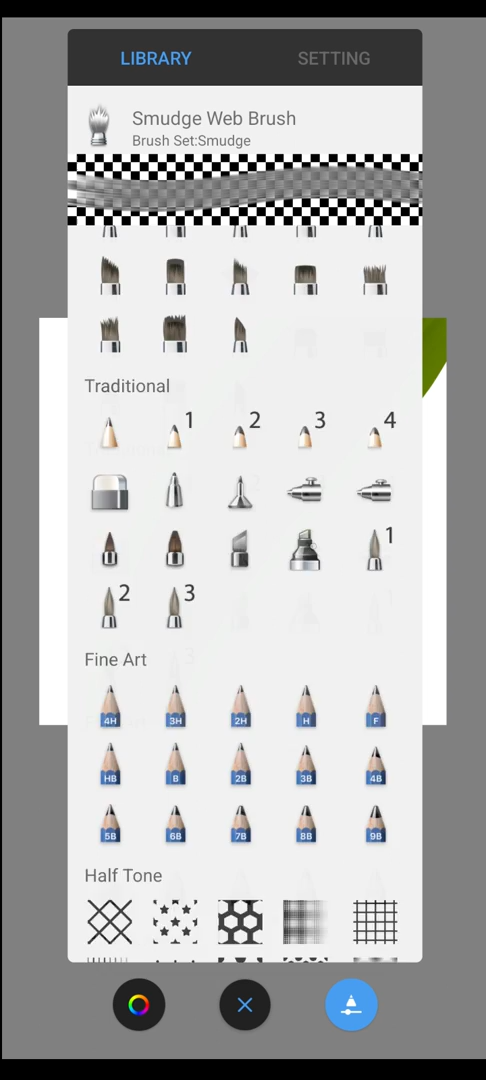 LIBRARY SETTING
Smudge Web Brush
Brush Set:Smudge
Traditional
1 2 3 4
1
2 3
Fine Art
4H 3H 2H H F
HB B 2B 3B 4B
5B 6B 7B 8B 9B
Half Tone